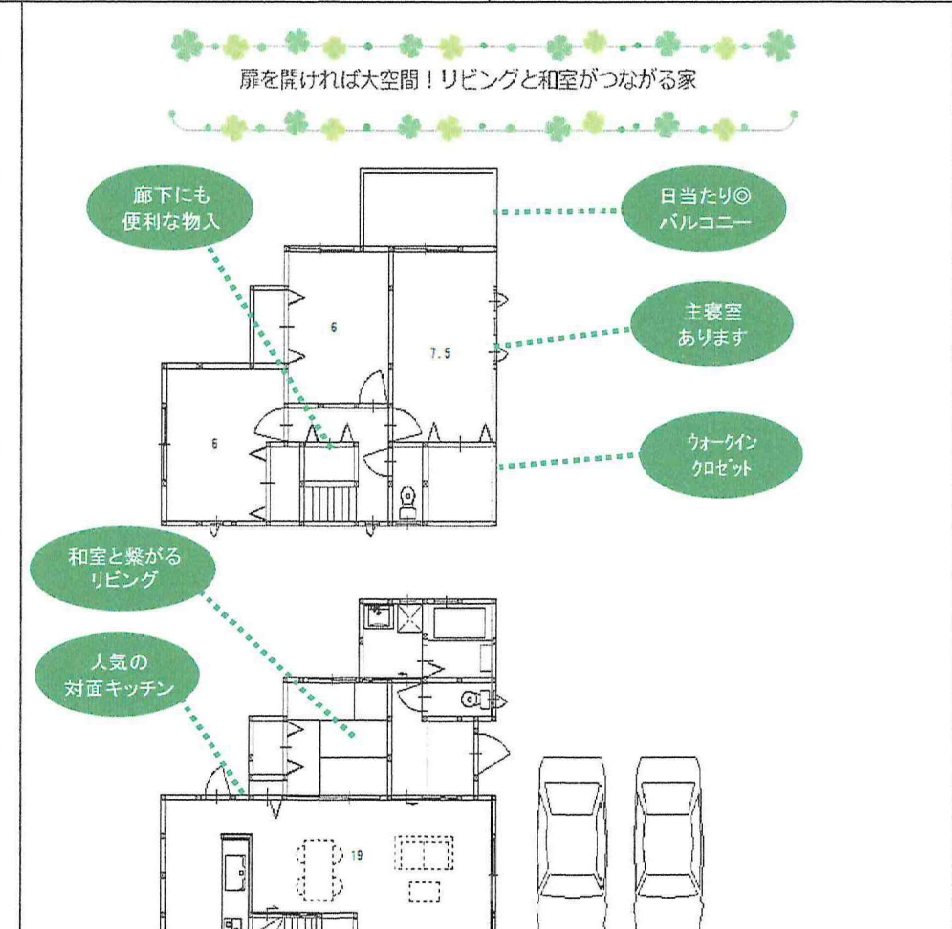 扉を開ければ大空間！リビングと和室がつながる家
廊下にも
便利な物入
日当たり◎
バルコニー
主寝室
あります
6
7.5
6
ウォークイン
クロゼット
和室と繋がる
リビング
人気の
対面キッチン
19